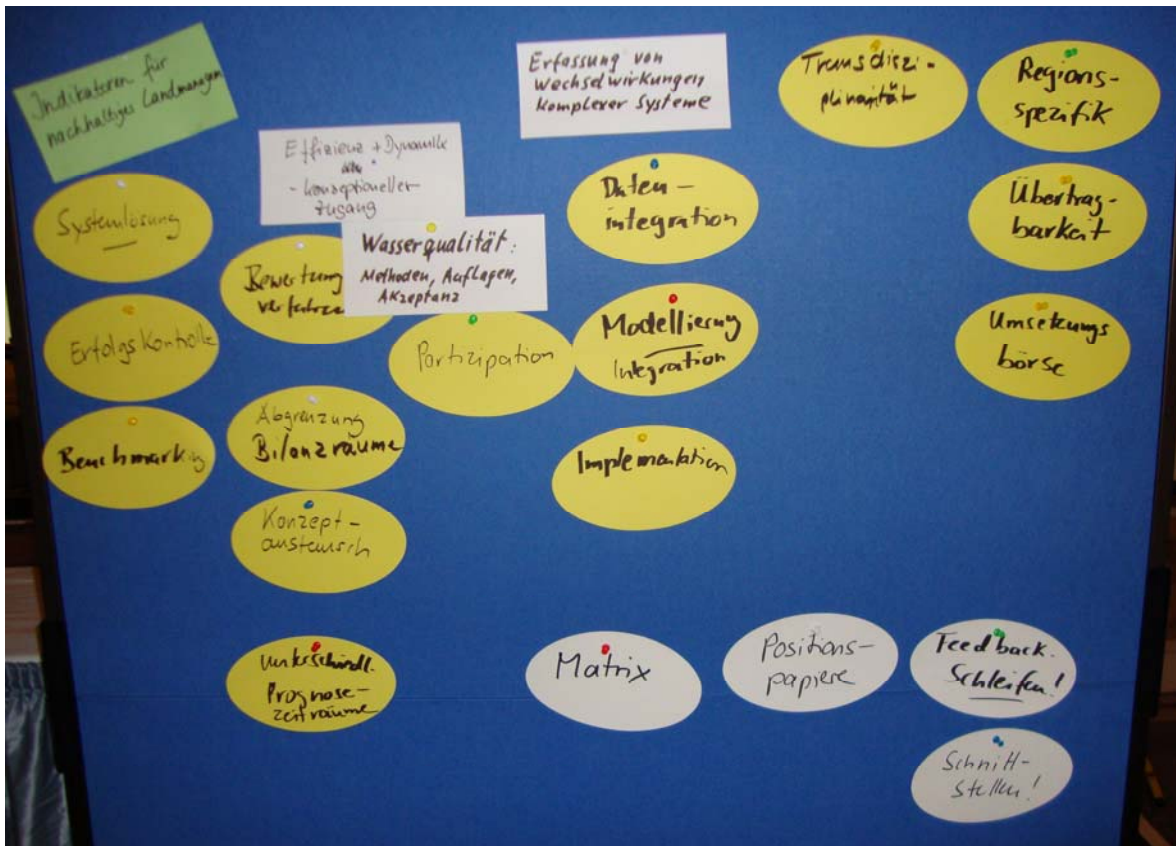 Indikatoren für
nachhaltiges Landmanagem
Systemlösung
Erfolgskontrolle
Benchmarking
Effizienz + Dynamik
- konzeptioneller
Zugang
Wasserqualität:
Methoden, Auflagen,
Akzeptanz
Bewertung
verfahren
Partizipation
Abgrenzung
Bilanzräume
Konzept-
austausch
Unterschiedl.
Prognose-
zeiträume
Erfassung von
Wechselwirkungen
komplexer Systeme
Daten-
integration
Modellierung
Integration
Implementation
Matrix
Transdiszi-
plinarität
Positions-
papiere
Regions-
spezifik
Übertrag-
barkeit
Umsetzungs
börse
Feedback-
Schleifen!
Schnitt-
stellen!